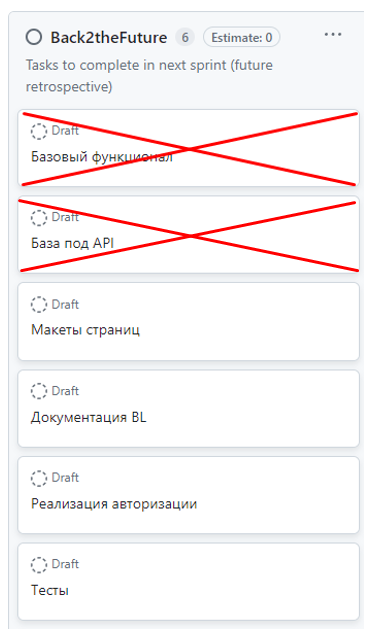 Back2theFuture 6 Estimate: 0 ...
Tasks to complete in next sprint (future
retrospective)
Draft
Базовый функционал
Draft
База под API
Draft
Макеты страниц
Draft
Документация BL
Draft
Реализация авторизации
Draft
Тесты